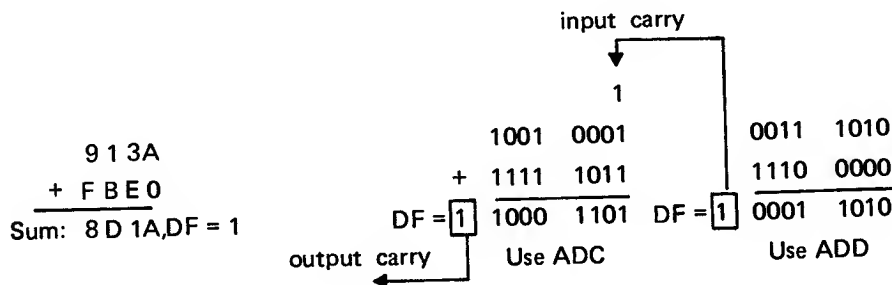 input carry
1
9 1 3A
+ F B E 0
Sum: 8 D 1A,DF = 1
1001 0001
+ 1111 1011
DF = 1 1000 1101
output carry
Use ADC
0011 1010
1110 0000
DF = 1 0001 1010
Use ADD